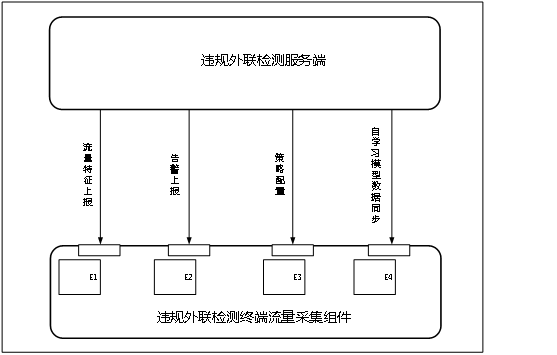 违规外联检测服务端
流量特征上报
告警上报
策略配置
自学习模型数据同步
E1
E2
E3
E4
违规外联检测终端流量采集组件